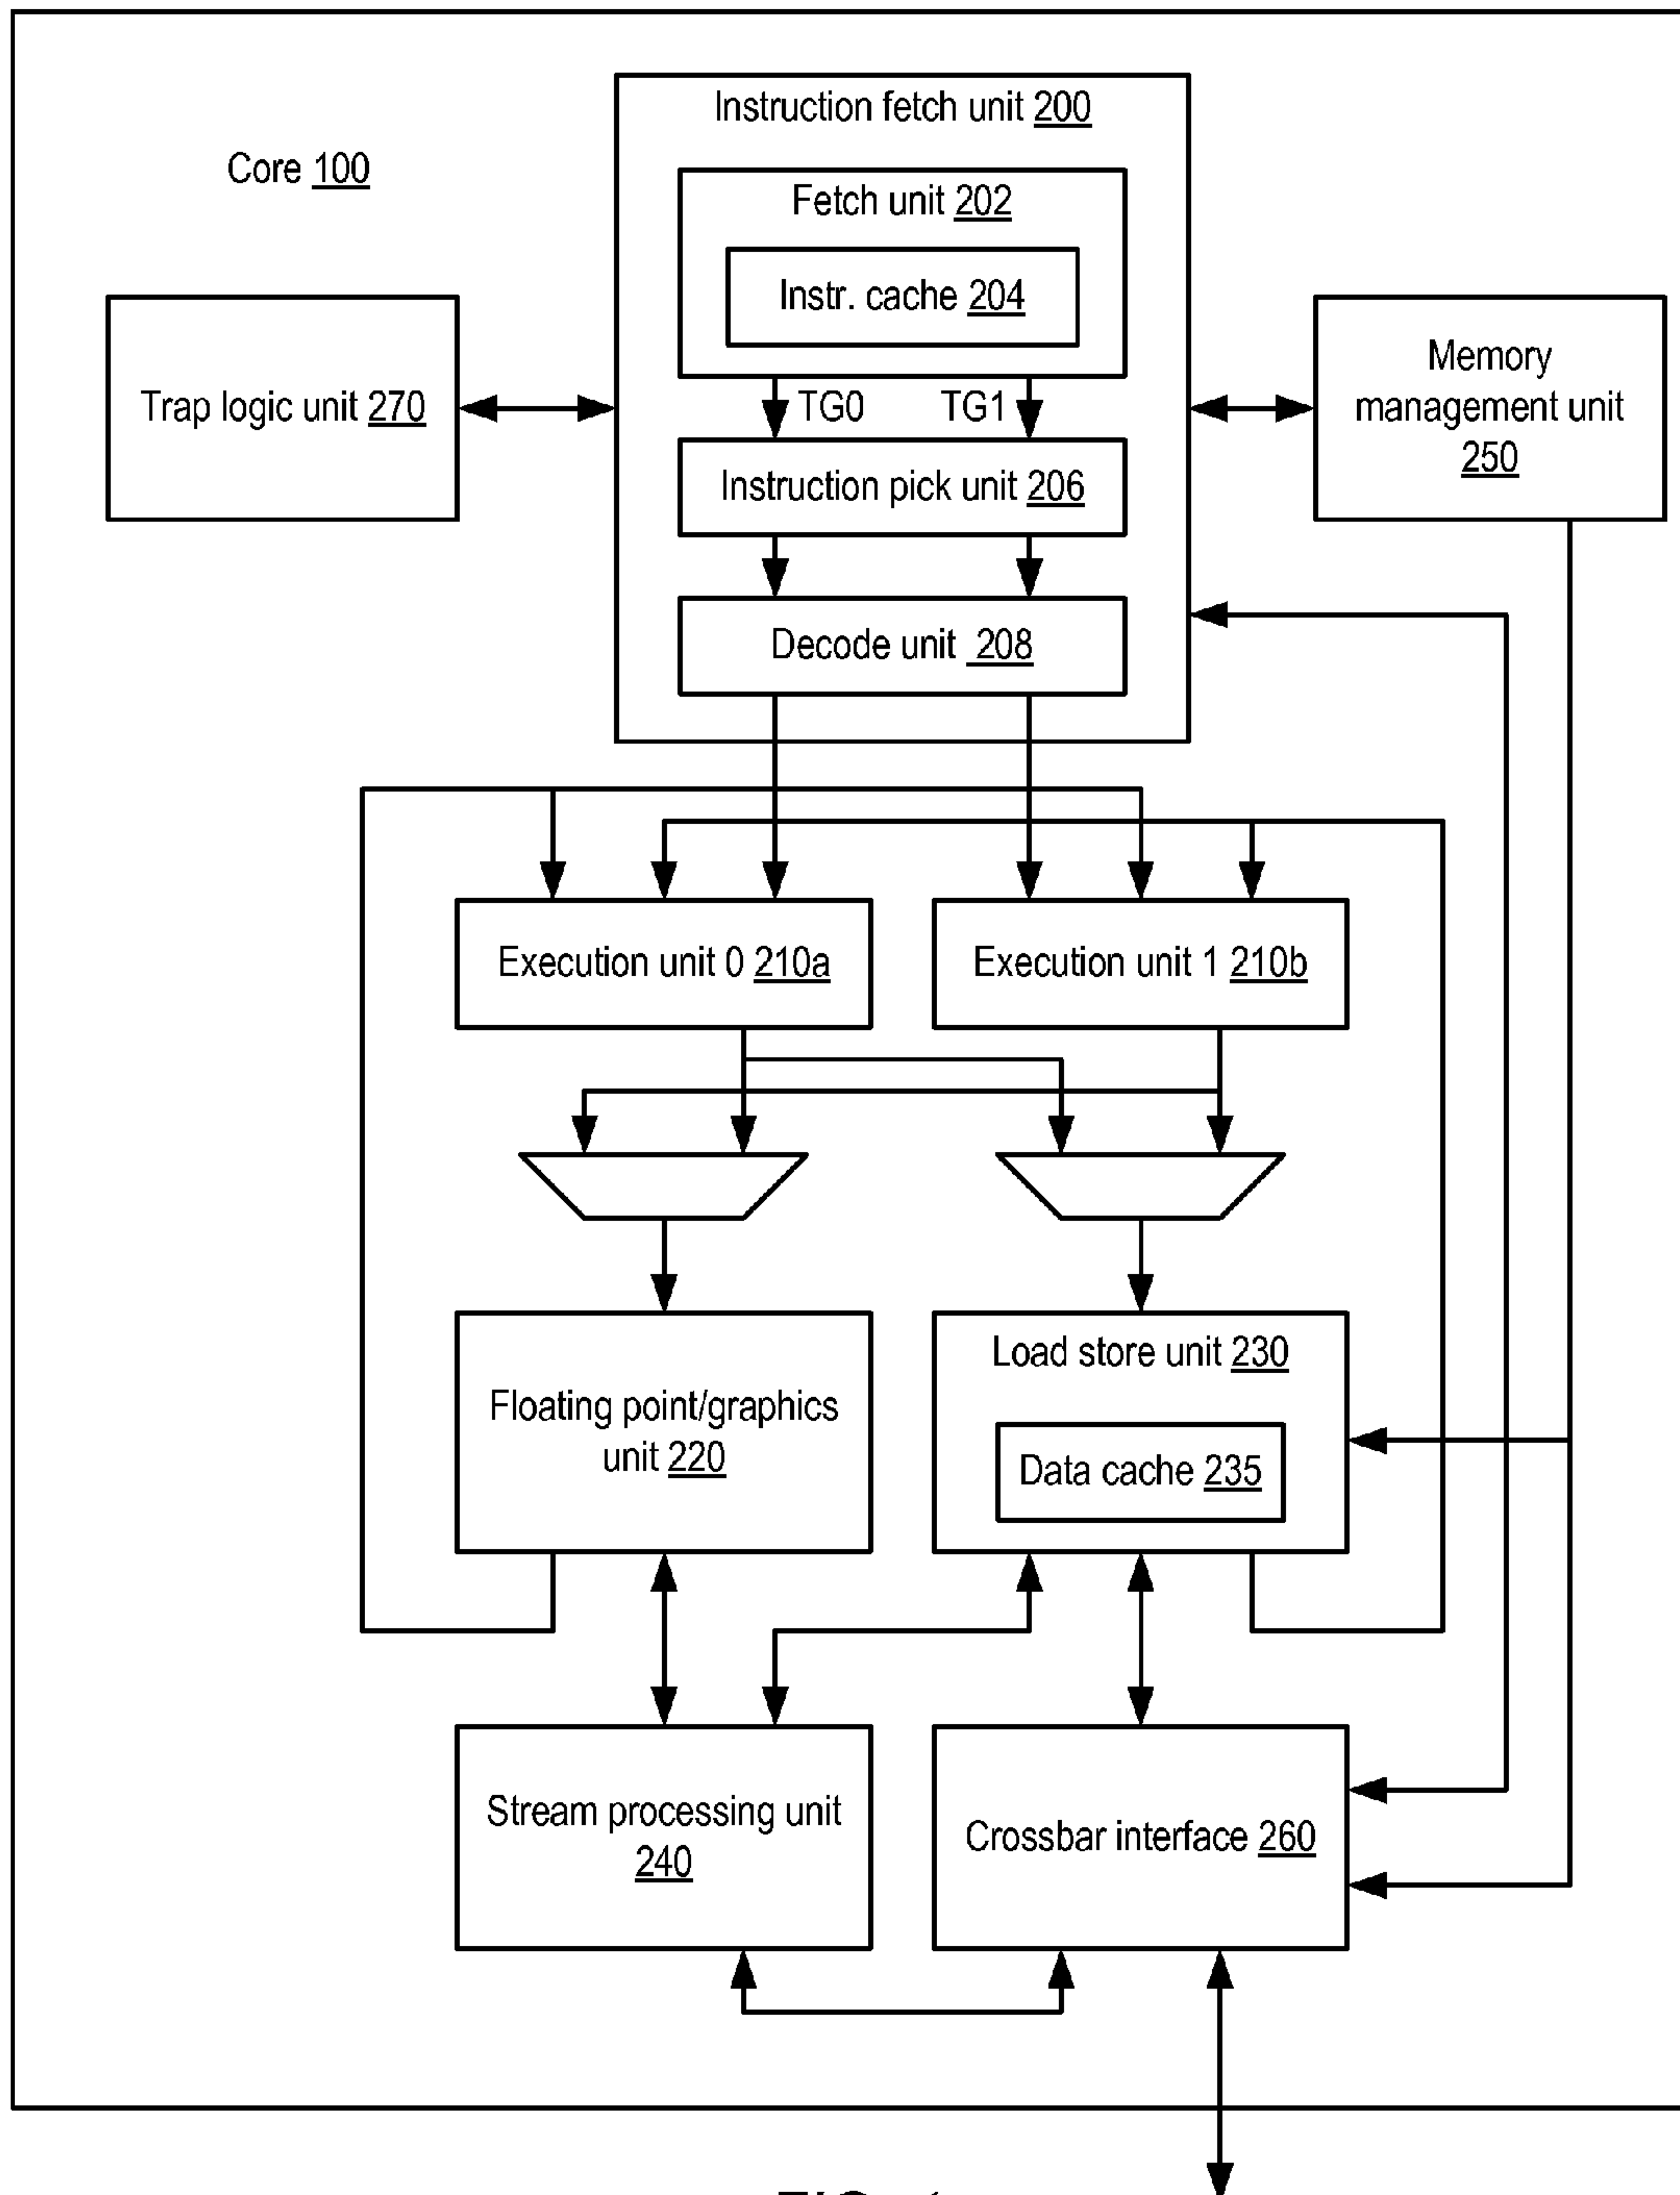 Instruction fetch unit 200
Core 100
Fetch unit 202
Instr. cache 204
Trap logic unit 270
Memory
management unit
250
TG0
TG1
Instruction pick unit 206
Decode unit 208
Execution unit 0 210a
Execution unit 1 210b
Floating point/graphics
unit 220
Load store unit 230
Data cache 235
Stream processing unit
240
Crossbar interface 260